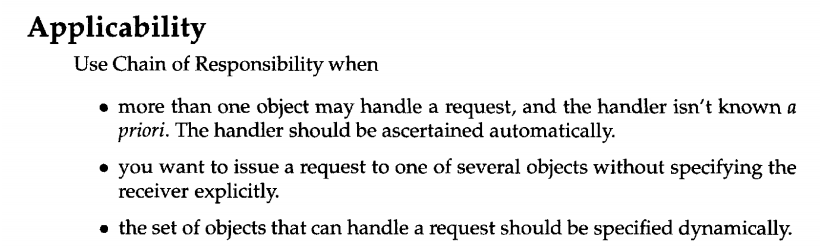 Applicability
Use Chain of Responsibility when
• more than one object may handle a request, and the handler isn't known a
priori. The handler should be ascertained automatically.
• you want to issue a request to one of several objects without specifying the
receiver explicitly.
• the set of objects that can handle a request should be specified dynamically.